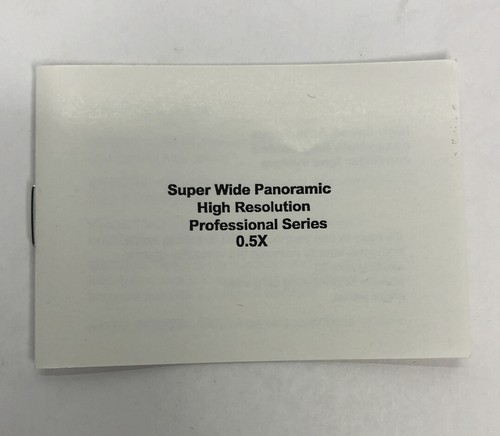 Super Wide Panoramic
High Resolution
Professional Series
0.5X